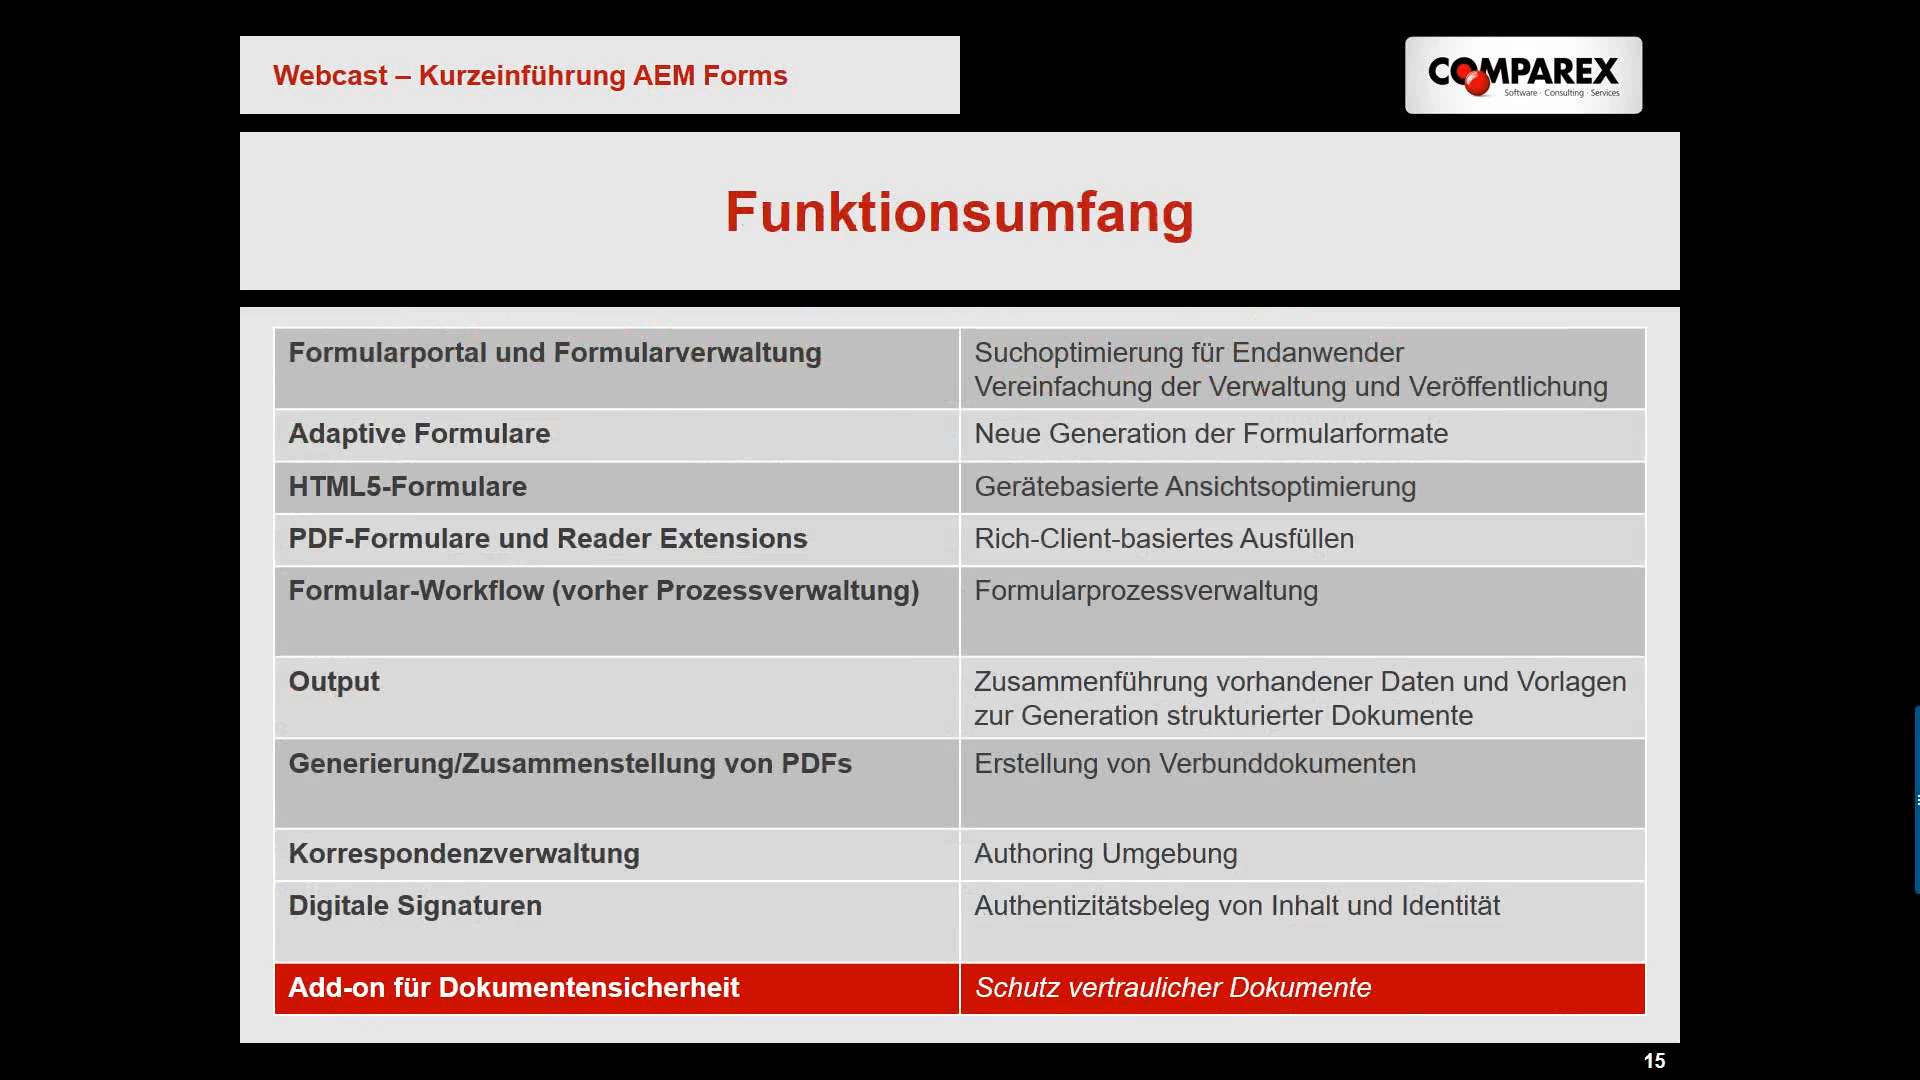 Webcast – Kurzeinführung AEM Forms
COMPAREX
Software · Consulting · Services
Funktionsumfang
Formularportal und Formularverwaltung
Suchoptimierung für Endanwender
Vereinfachung der Verwaltung und Veröffentlichung
Adaptive Formulare
Neue Generation der Formularformate
HTML5-Formulare
Gerätebasierte Ansichtsoptimierung
PDF-Formulare und Reader Extensions
Rich-Client-basiertes Ausfüllen
Formular-Workflow (vorher Prozessverwaltung)
Formularprozessverwaltung
Output
Zusammenführung vorhandener Daten und Vorlagen
zur Generation strukturierter Dokumente
Generierung/Zusammenstellung von PDFs
Erstellung von Verbunddokumenten
Korrespondenzverwaltung
Authoring Umgebung
Digitale Signaturen
Authentizitätsbeleg von Inhalt und Identität
Add-on für Dokumentensicherheit
Schutz vertraulicher Dokumente
15